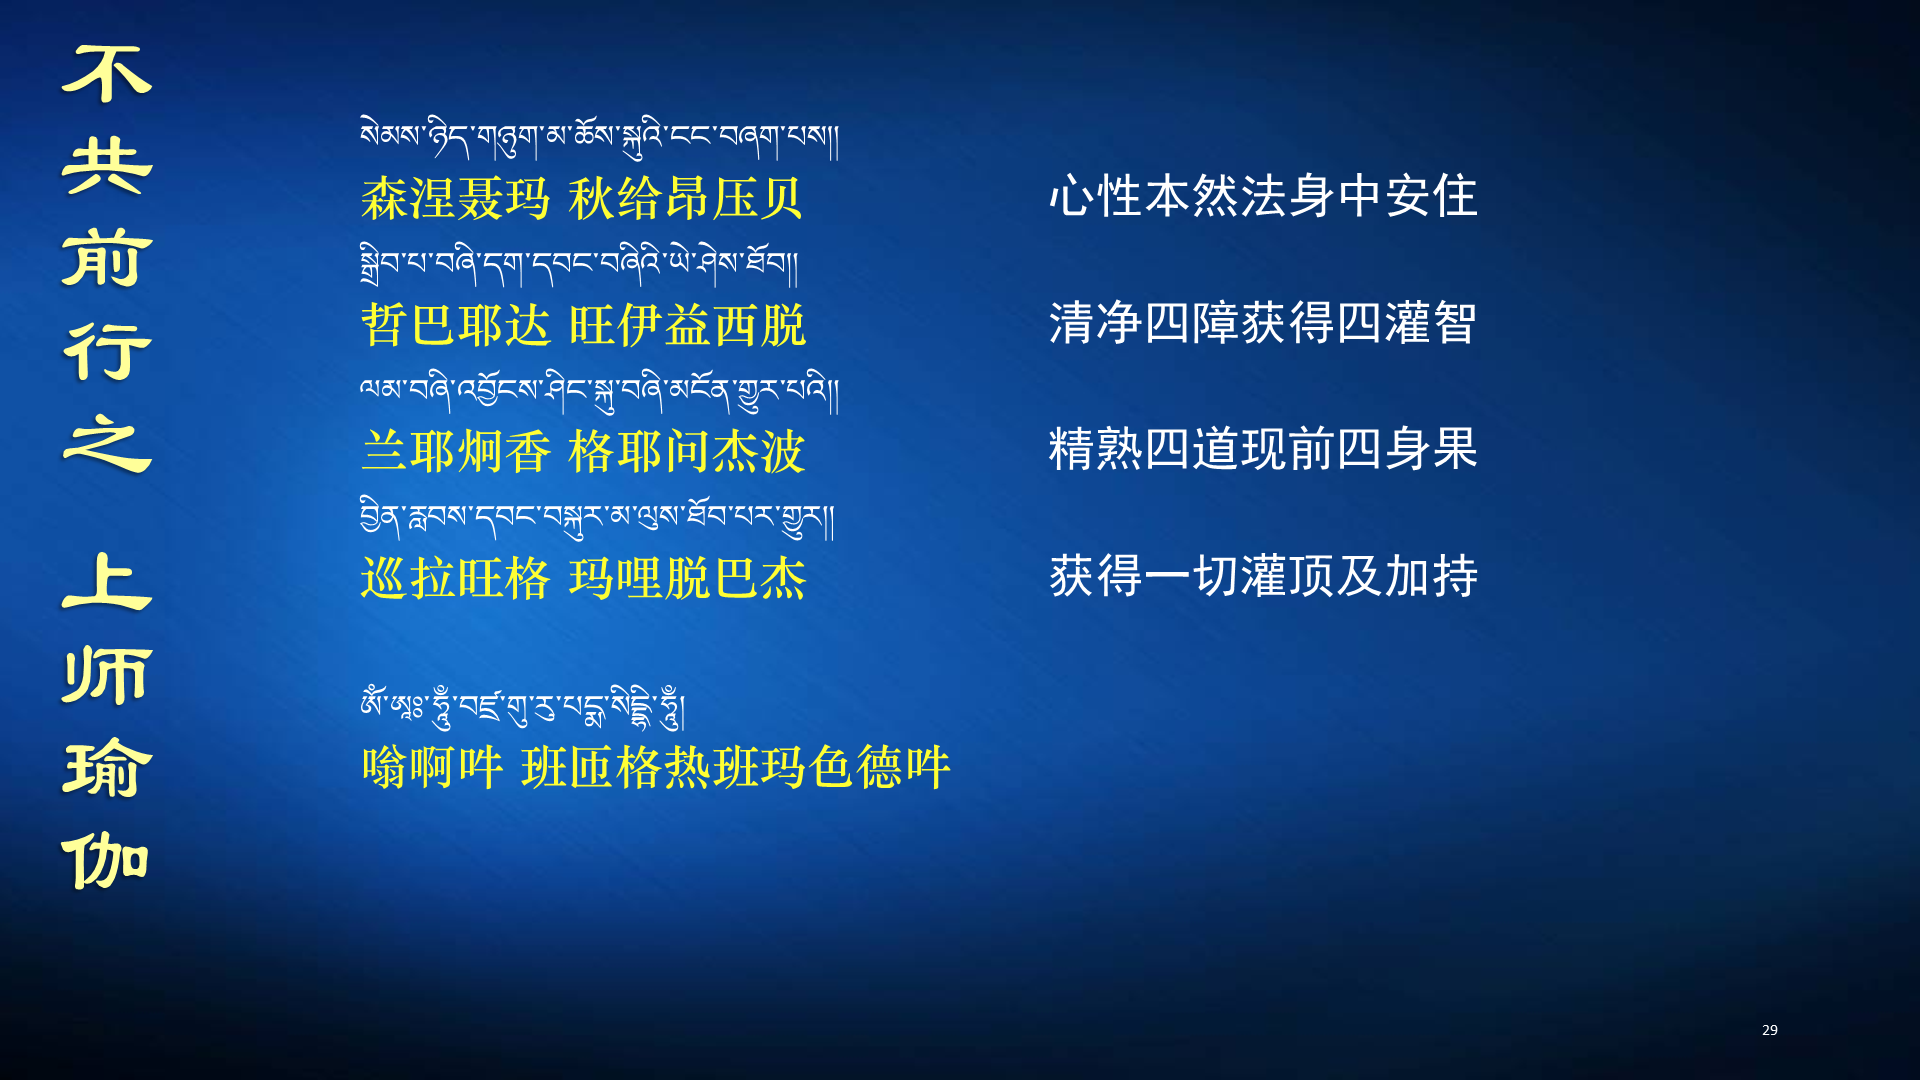 不共前行之 上师瑜伽
སེམས་ཉིད་གཉུག་མ་ཆོས་སྐུའི་ངང་བཞག་པས།།
森涅聂玛 秋给昂压贝
心性本然法身中安住
སྒྲིབ་པ་བཞི་དག་དབང་བཞིའི་ཡེ་ཤེས་ཐོབ།།
哲巴耶达 旺伊益西脱
清净四障获得四灌智
ལམ་བཞི་འབྱོངས་ཤིང་སྐུ་བཞི་མངོན་གྱུར་པའི།།
兰耶炯香 格耶问杰波
精熟四道现前四身果
བྱིན་རླབས་དབང་བསྐུར་མ་ལུས་ཐོབ་པར་གྱུར།།
巡拉旺格 玛哩脱巴杰
获得一切灌顶及加持
ༀ་ཨཱཿ་ཧཱུྃ་བཛྲ་གུ་རུ་པདྨ་སིདྡྷི་ཧཱུྃ།
嗡啊吽 班匝格热班玛色德吽
29